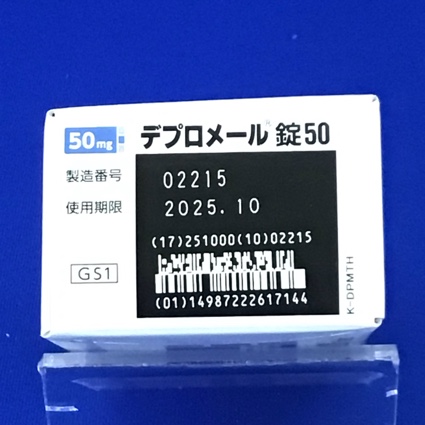 50mg デプロメール®錠50
製造番号 02215
使用期限 2025.10
(17)251000(10)02215
GS1
(01)14987222617144
K-DPMTH